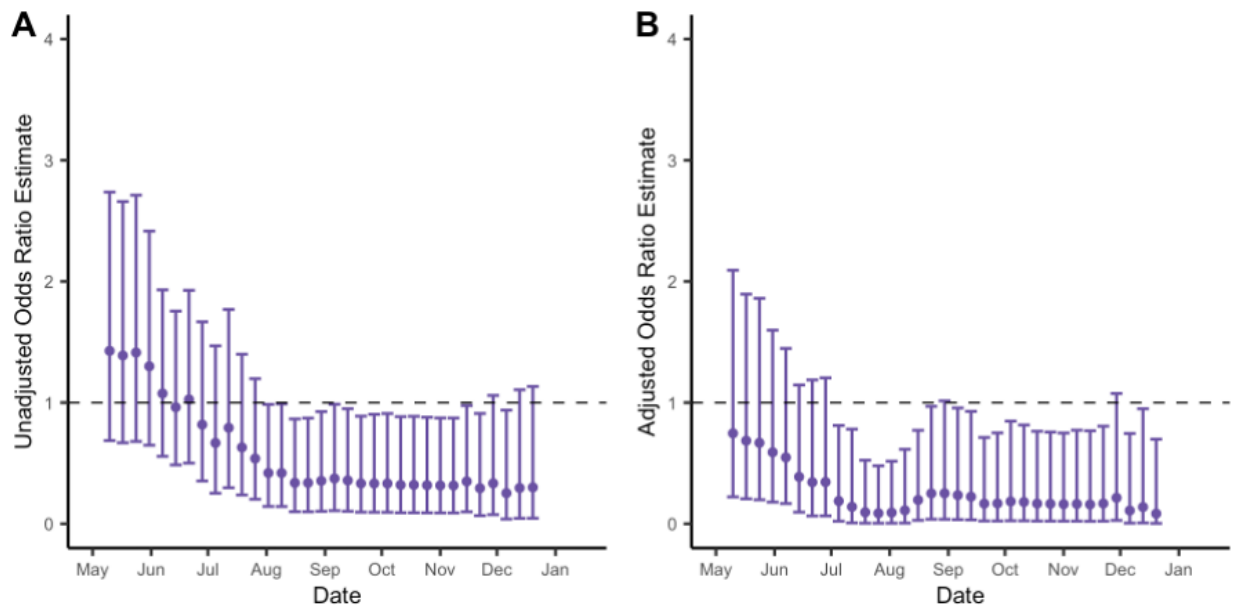 A
Unadjusted Odds Ratio Estimate
4
3
2
1
0
May Jun Jul Aug Sep Oct Nov Dec Jan
Date
B
Adjusted Odds Ratio Estimate
4
3
2
1
0
May Jun Jul Aug Sep Oct Nov Dec Jan
Date